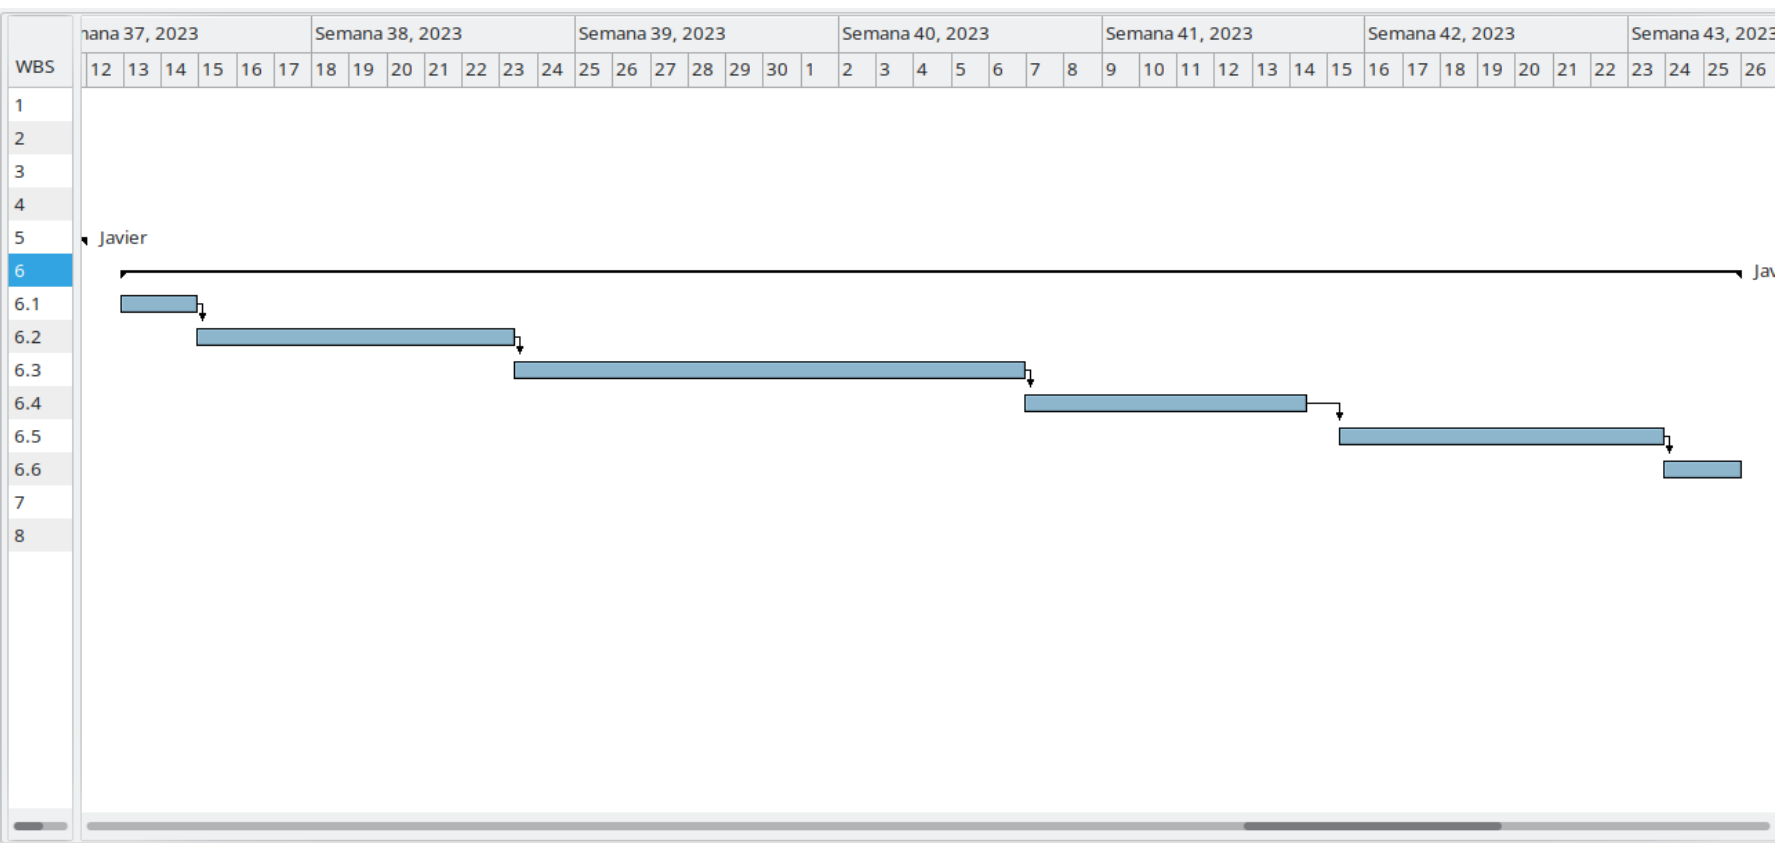 WBS
nana 37, 2023 Semana 38, 2023 Semana 39, 2023 Semana 40, 2023 Semana 41, 2023 Semana 42, 2023 Semana 43, 2023
12 13 14 15 16 17 18 19 20 21 22 23 24 25 26 27 28 29 30 1 2 3 4 5 6 7 8 9 10 11 12 13 14 15 16 17 18 19 20 21 22 23 24 25 26
1
2
3
4
5 Javier
6 Jav
6.1
6.2
6.3
6.4
6.5
6.6
7
8